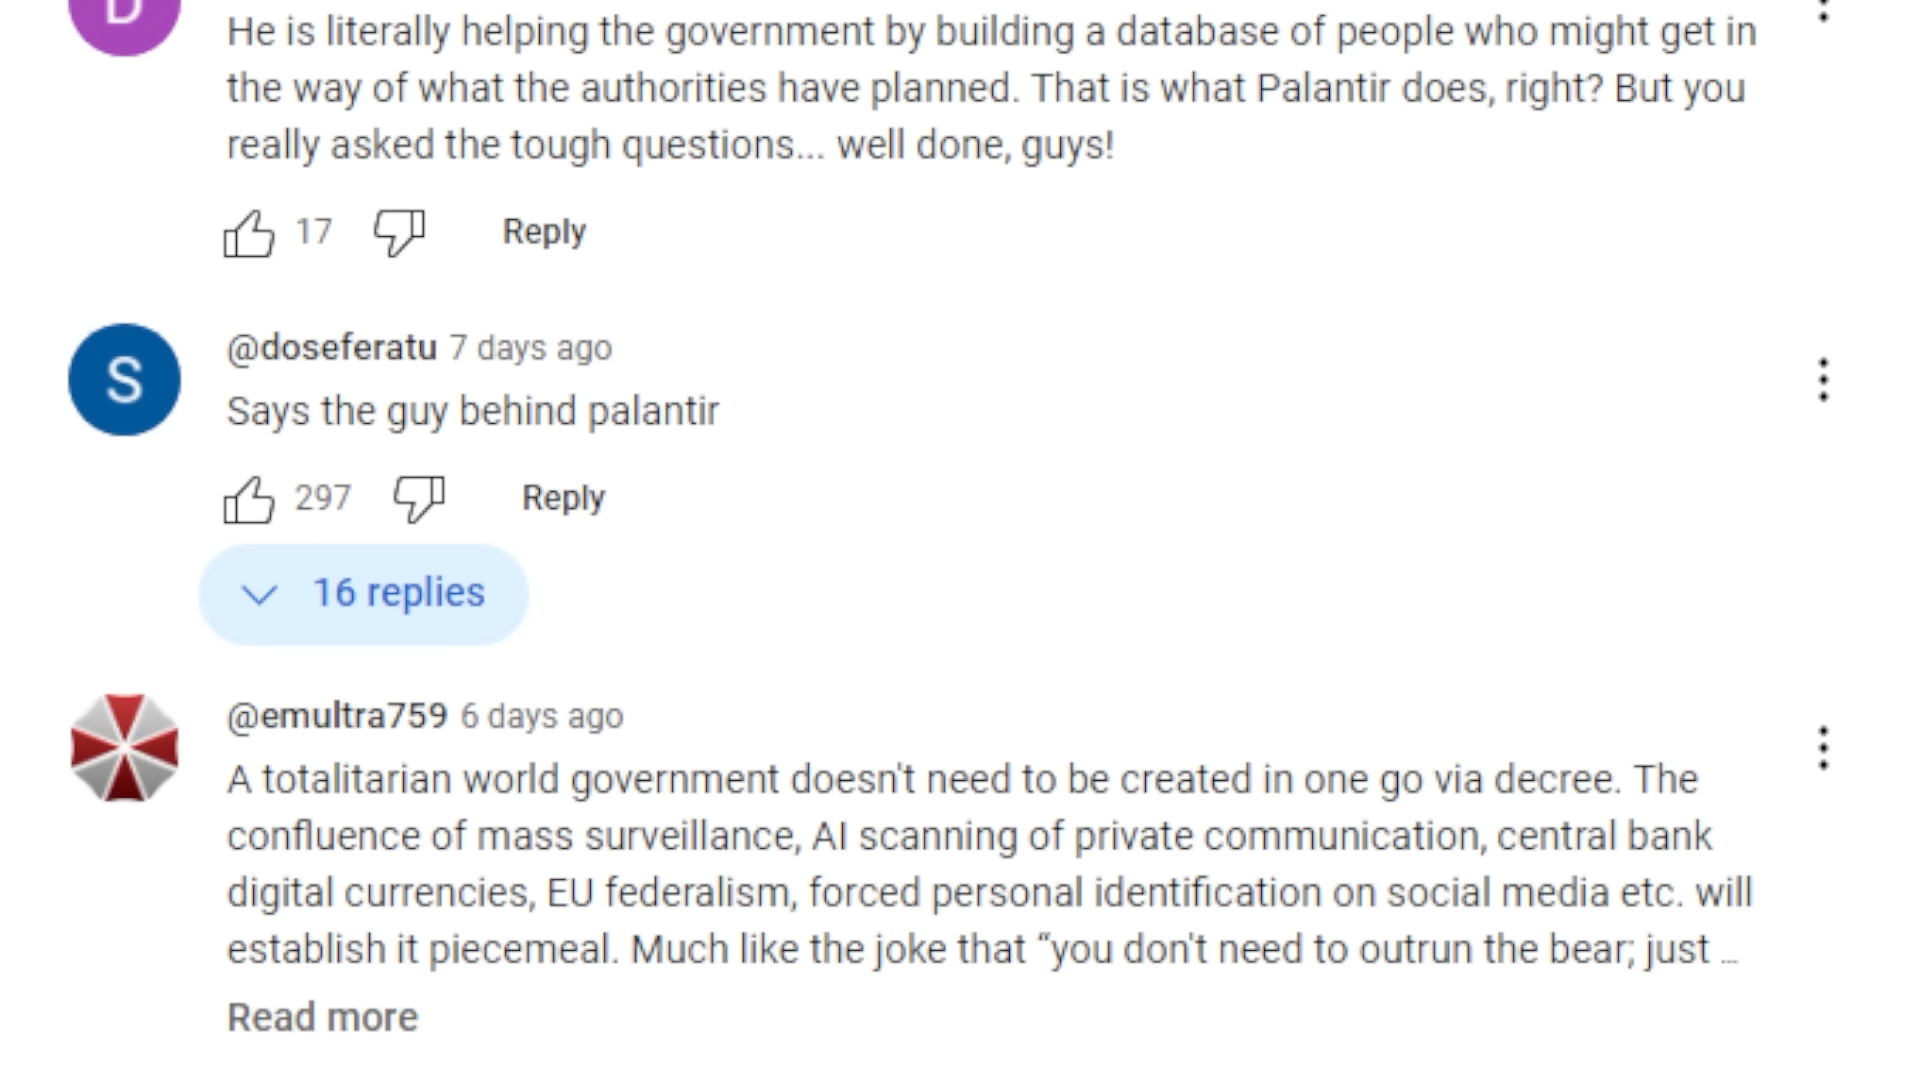 D
He is literally helping the government by building a database of people who might get in
the way of what the authorities have planned. That is what Palantir does, right? But you
really asked the tough questions... well done, guys!
17 Reply
S
@doseferatu 7 days ago
Says the guy behind palantir
297 Reply
16 replies
@emultra759 6 days ago
A totalitarian world government doesn't need to be created in one go via decree. The
confluence of mass surveillance, AI scanning of private communication, central bank
digital currencies, EU federalism, forced personal identification on social media etc. will
establish it piecemeal. Much like the joke that “you don't need to outrun the bear; just ...
Read more